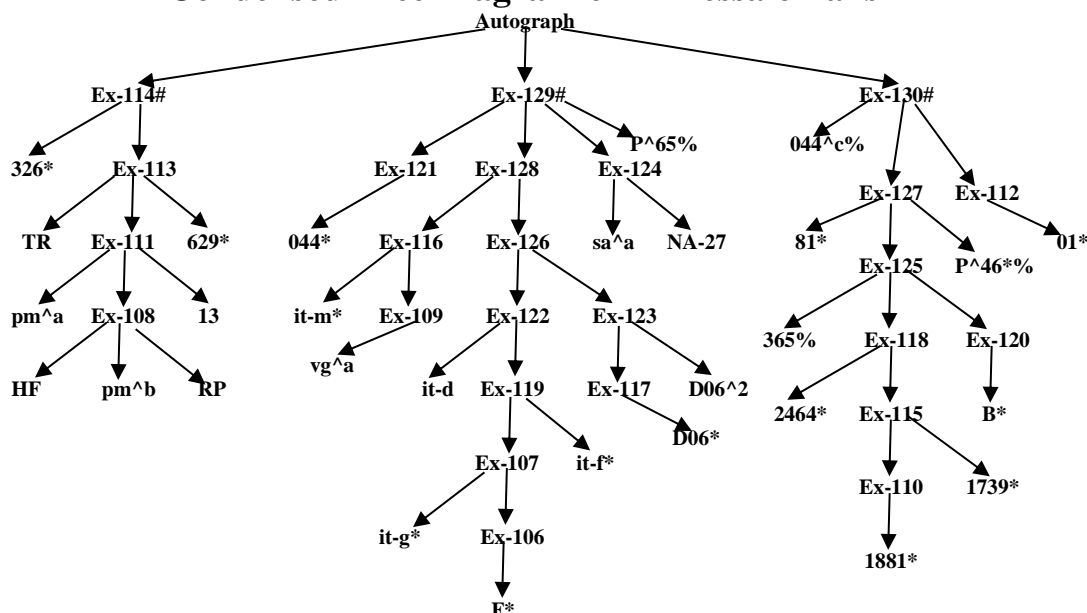 Autograph
Ex-114# Ex-129# Ex-130#
P^65% 044^c%
326* Ex-113 Ex-121 Ex-128 Ex-124
Ex-127 Ex-112
TR Ex-111 629* 044* Ex-116 Ex-126 sa^a NA-27 81* 01*
Ex-125 P^46*%
pm^a Ex-108 13 it-m* Ex-109 Ex-122 Ex-123
365% Ex-118 Ex-120
vg^a
HF pm^b RP it-d Ex-119 Ex-117 D06^2
2464* Ex-115 B*
D06*
Ex-107 it-f*
Ex-110 1739*
it-g* Ex-106
1881*